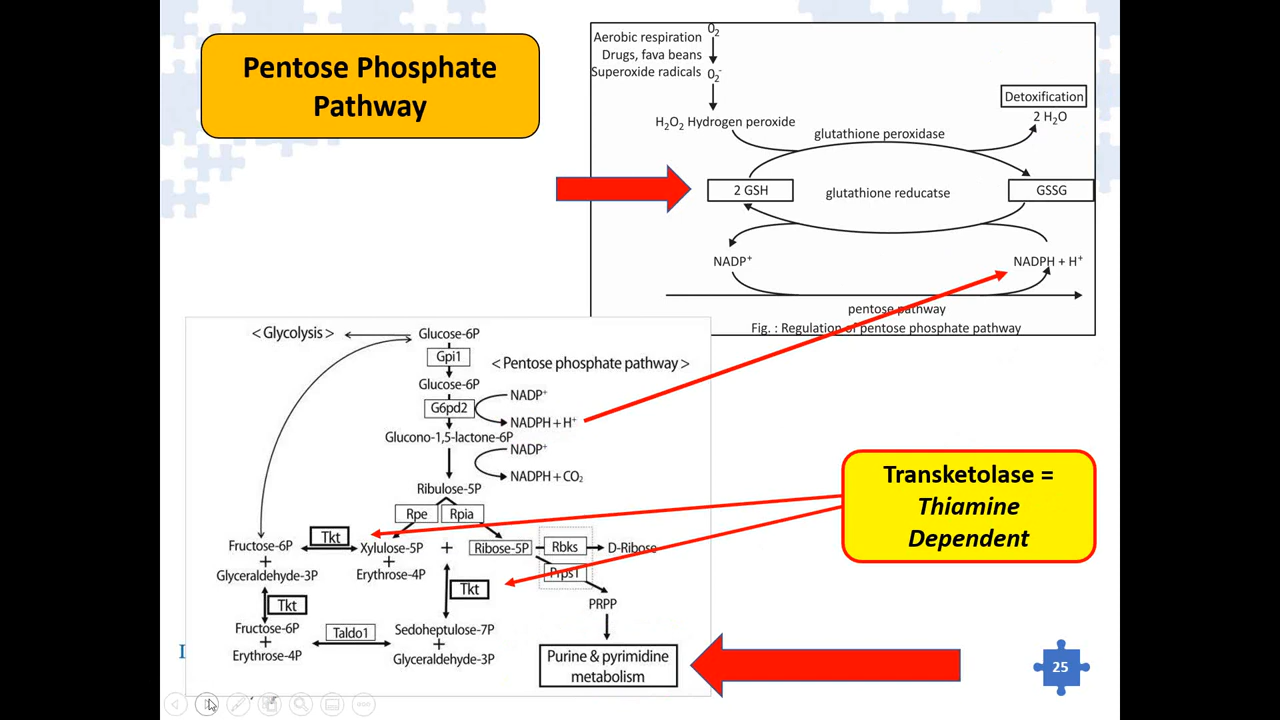 Pentose Phosphate
Pathway
O2
Aerobic respiration
Drugs, fava beans
Superoxide radicals O2-
H2O2 Hydrogen peroxide
Detoxification
2 H2O
glutathione peroxidase
2 GSH
glutathione reducatse
GSSG
NADP+
NADPH + H+
pentose pathway
Fig. : Regulation of pentose phosphate pathway
< Glycolysis >
Glucose-6P
Gpi1
< Pentose phosphate pathway >
Glucose-6P
NADP+
G6pd2
NADPH + H+
Glucono-1,5-lactone-6P
NADP+
NADPH + CO2
Ribulose-5P
Rpe
Rpia
Fructose-6P
Tkt
Xylulose-5P
+
Ribose-5P
Rbks
D-Ribose
+
Glyceraldehyde-3P
+
Erythrose-4P
Prps1
Tkt
Tkt
PRPP
Fructose-6P
+
Erythrose-4P
Taldo1
Sedoheptulose-7P
+
Glyceraldehyde-3P
Purine & pyrimidine
metabolism
Transketolase =
Thiamine
Dependent
25